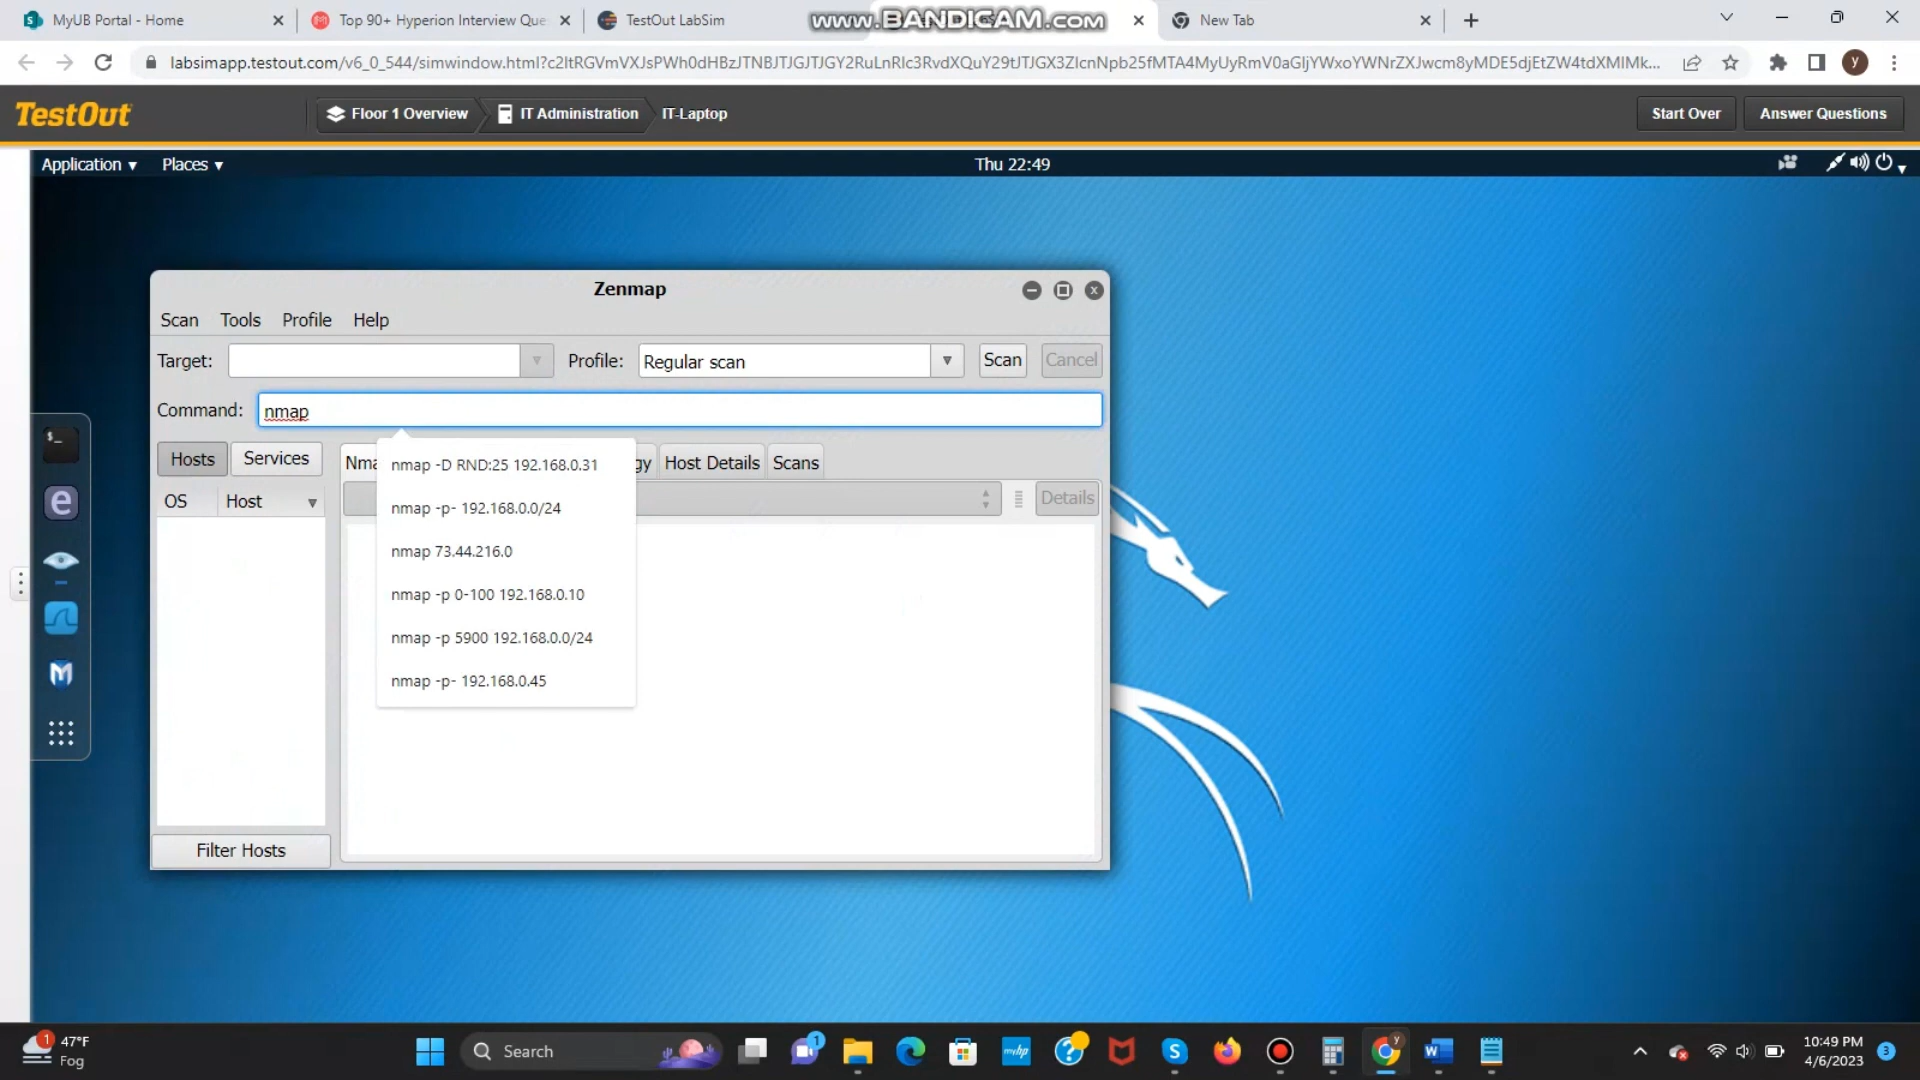 MyUB Portal - Home
Top 90+ Hyperion Interview Que
TestOut LabSim
www.BANDICAM.com
New Tab
labsimapp.testout.com/v6_0_544/simwindow.html?
TestOut
Floor 1 Overview
IT Administration
IT-Laptop
Start Over
Answer Questions
Application
Places
Thu 22:49
Zenmap
Scan Tools Profile Help
Target:
Profile: Regular scan
Scan
Cancel
Command: nmap
Hosts
Services
nmap -D RND:25 192.168.0.31
nmap -p- 192.168.0.0/24
nmap 73.44.216.0
nmap -p 0-100 192.168.0.10
nmap -p 5900 192.168.0.0/24
nmap -p- 192.168.0.45
Nma
gy
Host Details
Scans
OS
Host
Details
Filter Hosts
1
47°F
Fog
Search
1
myhp
10:49 PM
4/6/2023
3